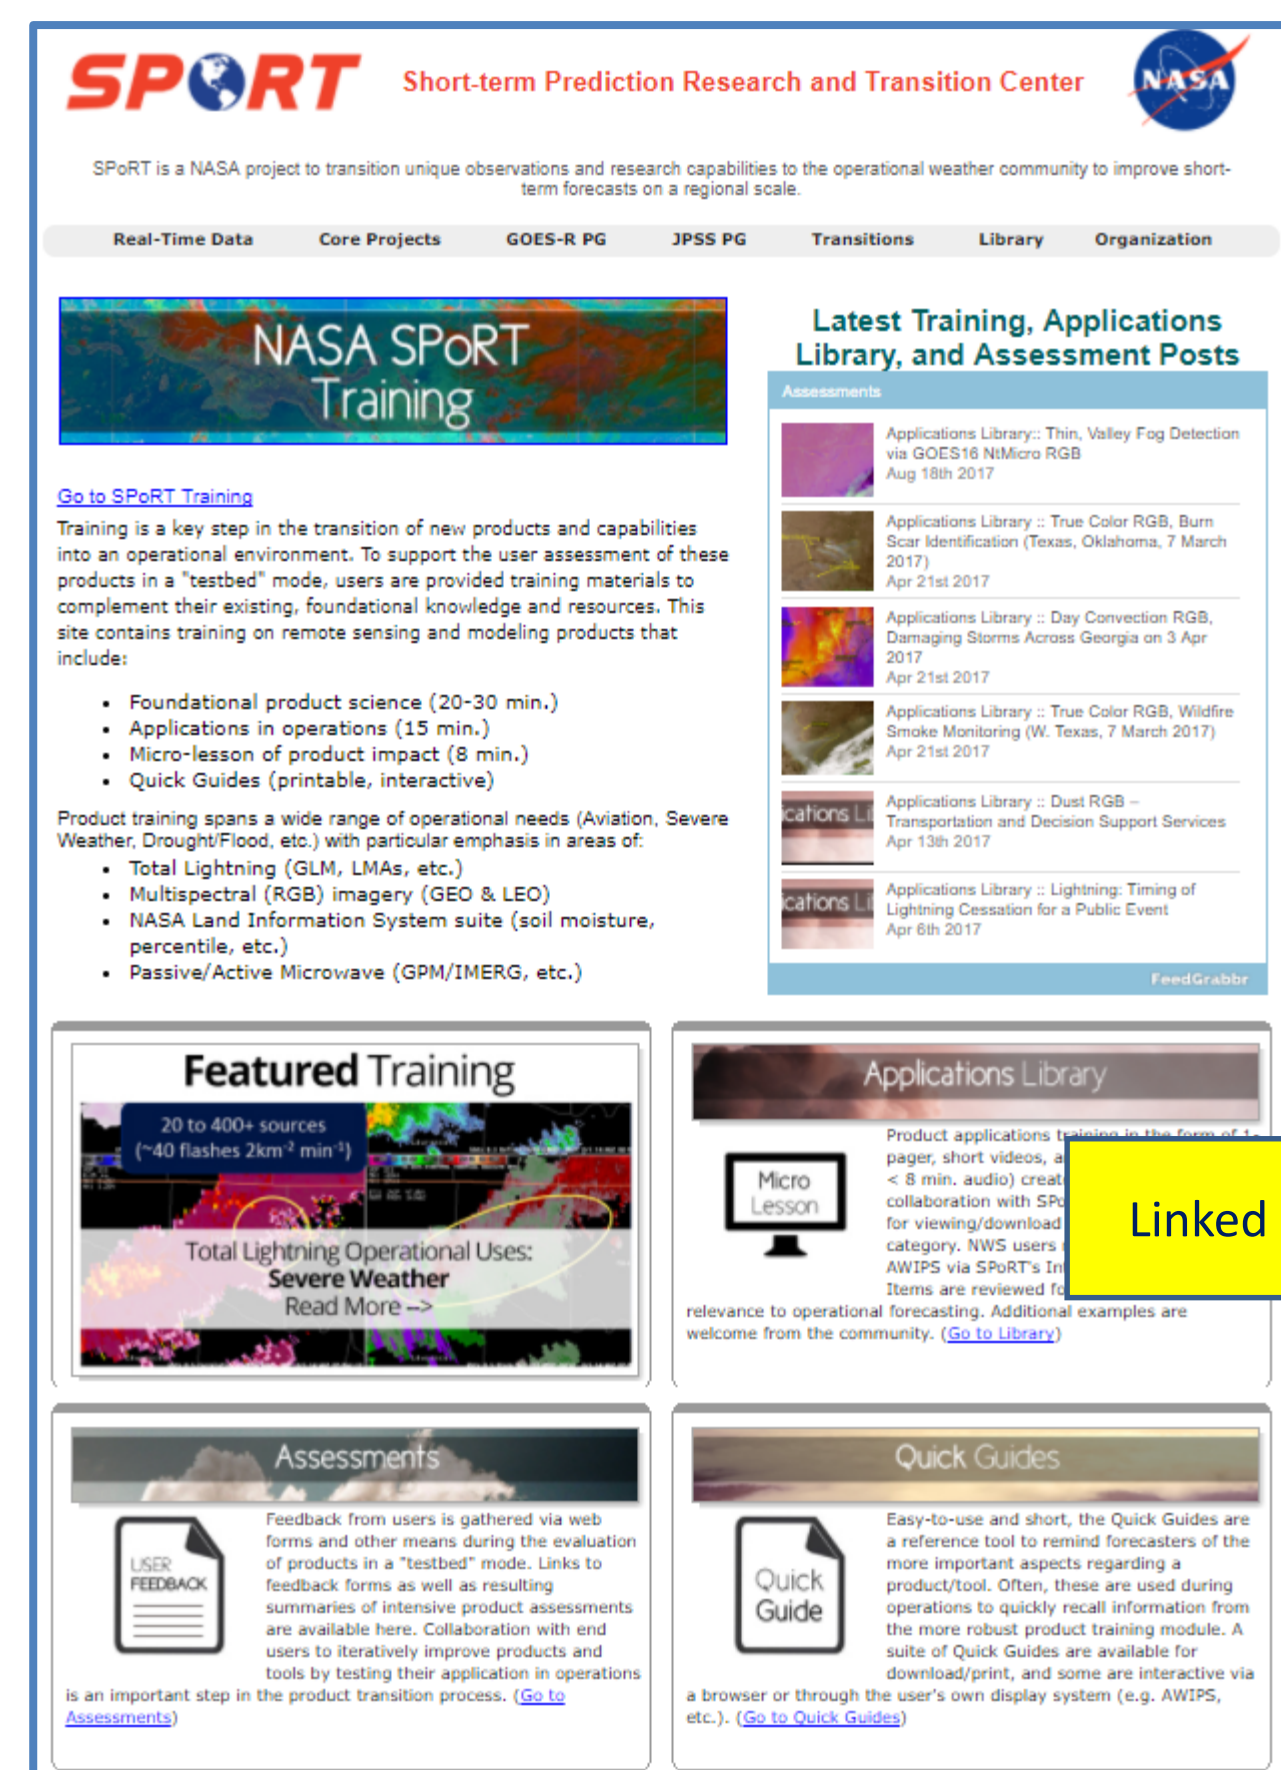 SPORT
Short-term Prediction Research and Transition Center
NASA
SPoRT is a NASA project to transition unique observations and research capabilities to the operational weather community to improve short-
term forecasts on a regional scale.
Real-Time Data Core Projects GOES-R PG JPSS PG Transitions Library Organization
NASA SPoRT
Training
Go to SPoRT Training
Training is a key step in the transition of new products and capabilities
into an operational environment. To support the user assessment of these
products in a "testbed" mode, users are provided training materials to
complement their existing, foundational knowledge and resources. This
site contains training on remote sensing and modeling products that
include:
• Foundational product science (20-30 min.)
• Applications in operations (15 min.)
• Micro-lesson of product impact (8 min.)
• Quick Guides (printable, interactive)
Product training spans a wide range of operational needs (Aviation, Severe
Weather, Drought/Flood, etc.) with particular emphasis in areas of:
• Total Lightning (GLM, LMAs, etc.)
• Multispectral (RGB) imagery (GEO & LEO)
• NASA Land Information System suite (soil moisture,
percentile, etc.)
• Passive/Active Microwave (GPM/IMERG, etc.)
Latest Training, Applications
Library, and Assessment Posts
Assessments
Applications Library:: Thin, Valley Fog Detection
via GOES16 NtMicro RGB
Aug 18th 2017
Applications Library :: True Color RGB, Burn
Scar Identification (Texas, Oklahoma, 7 March
2017)
Apr 21st 2017
Applications Library :: Day Convection RGB,
Damaging Storms Across Georgia on 3 Apr
2017
Apr 21st 2017
Applications Library :: True Color RGB, Wildfire
Smoke Monitoring (W. Texas, 7 March 2017)
Apr 21st 2017
ications Li
Applications Library :: Dust RGB –
Transportation and Decision Support Services
Apr 13th 2017
ications Li
Applications Library :: Lightning: Timing of
Lightning Cessation for a Public Event
Apr 6th 2017
FeedGrabbr
Featured Training
20 to 400+ sources
(~40 flashes 2km-2 min-1)
Total Lightning Operational Uses:
Severe Weather
Read More -->
Applications Library
Micro
Lesson
Product applications training in the form of 1-
pager, short videos, a
< 8 min. audio) creat
collaboration with SPo
for viewing/download
category. NWS users
AWIPS via SPoRT's In
Items are reviewed fo
relevance to operational forecasting. Additional examples are
welcome from the community. (Go to Library)
Linked
Assessments
USER
FEEDBACK
Feedback from users is gathered via web
forms and other means during the evaluation
of products in a "testbed" mode. Links to
feedback forms as well as resulting
summaries of intensive product assessments
are available here. Collaboration with end
users to iteratively improve products and
tools by testing their application in operations
is an important step in the product transition process. (Go to
Assessments)
Quick Guides
Quick
Guide
Easy-to-use and short, the Quick Guides are
a reference tool to remind forecasters of the
more important aspects regarding a
product/tool. Often, these are used during
operations to quickly recall information from
the more robust product training module. A
suite of Quick Guides are available for
download/print, and some are interactive via
a browser or through the user's own display system (e.g. AWIPS,
etc.). (Go to Quick Guides)